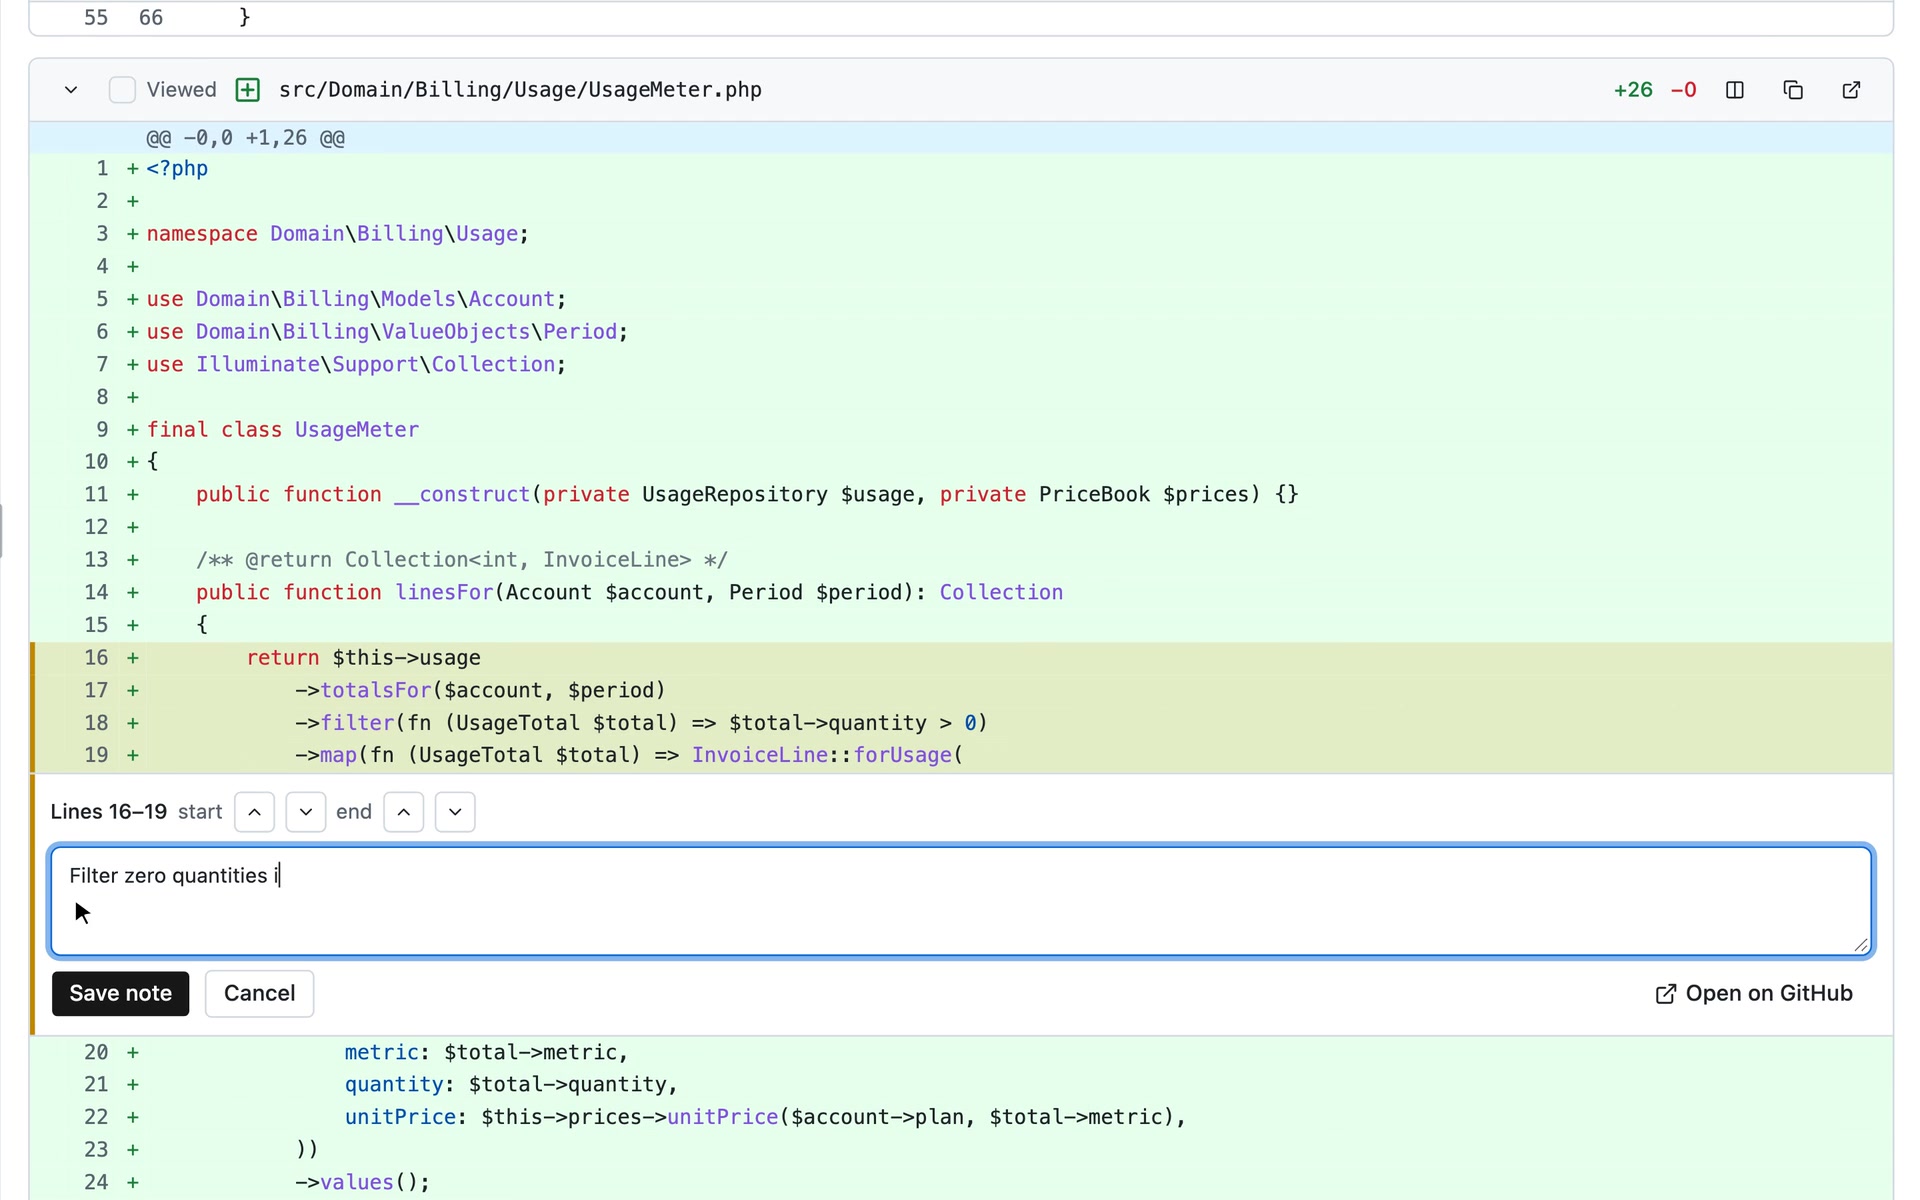 55 66 }
Viewed src/Domain/Billing/Usage/UsageMeter.php +26 −0
@@ −0,0 +1,26 @@
1 + <?php
2 +
3 + namespace Domain\Billing\Usage;
4 +
5 + use Domain\Billing\Models\Account;
6 + use Domain\Billing\ValueObjects\Period;
7 + use Illuminate\Support\Collection;
8 +
9 + final class UsageMeter
10 + {
11 + public function __construct(private UsageRepository $usage, private PriceBook $prices) {}
12 +
13 + /** @return Collection<int, InvoiceLine> */
14 + public function linesFor(Account $account, Period $period): Collection
15 + {
16 + return $this->usage
17 + ->totalsFor($account, $period)
18 + ->filter(fn (UsageTotal $total) => $total->quantity > 0)
19 + ->map(fn (UsageTotal $total) => InvoiceLine::forUsage(
Lines 16–19 start end
Filter zero quantities i
Save note Cancel Open on GitHub
20 + metric: $total->metric,
21 + quantity: $total->quantity,
22 + unitPrice: $this->prices->unitPrice($account->plan, $total->metric),
23 + ))
24 + ->values();